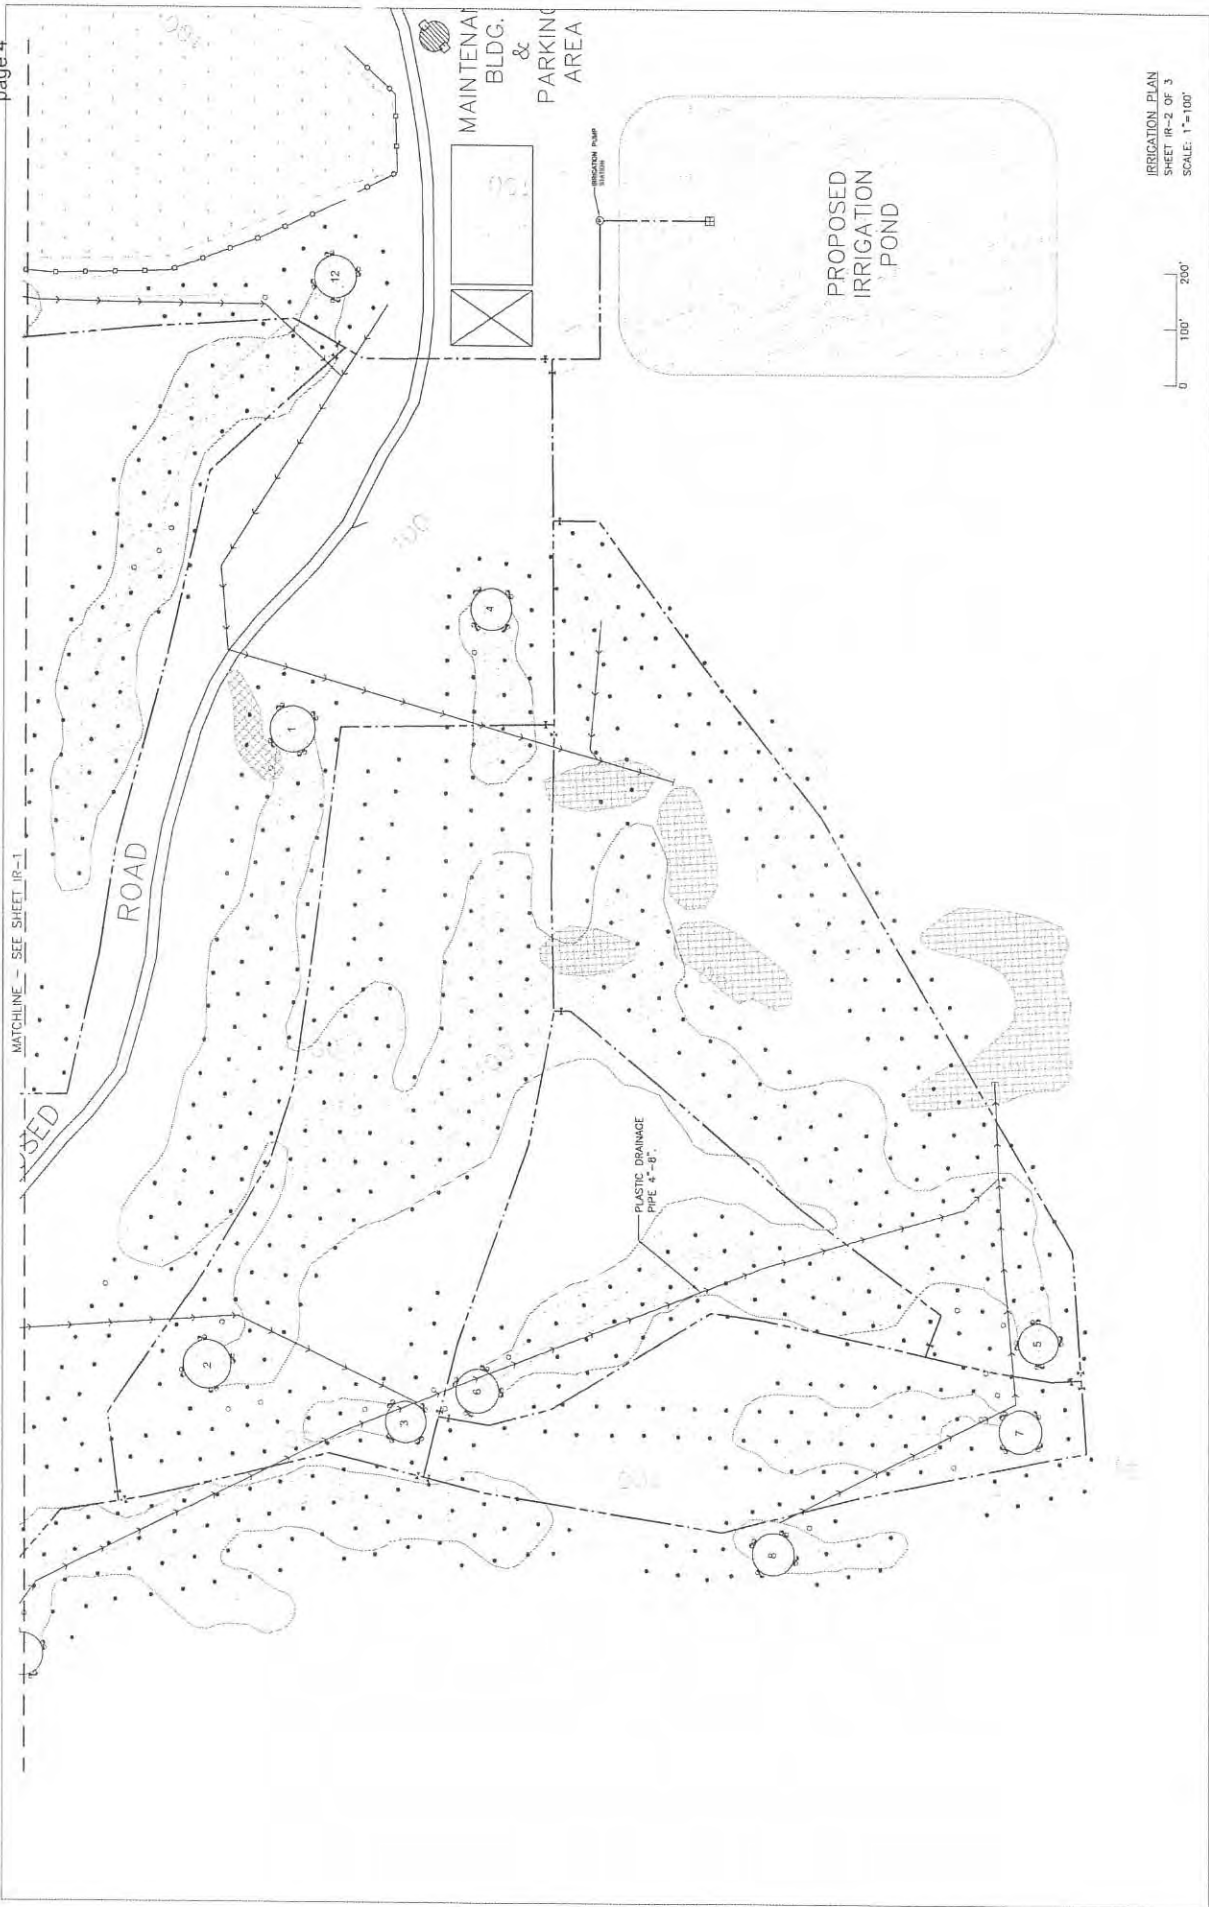 page 4
MATCHLINE - SEE SHEET IR-1
SED
ROAD
MAINTENAN
BLDG.
&
PARKING
AREA
IRRIGATION PUMP
STATION
PROPOSED
IRRIGATION
POND
PLASTIC DRAINAGE
PIPE 4"-8".
12
1
4
2
3
6
5
7
8
100
100
0 100' 200'
IRRIGATION PLAN
SHEET IR-2 OF 3
SCALE: 1"=100'